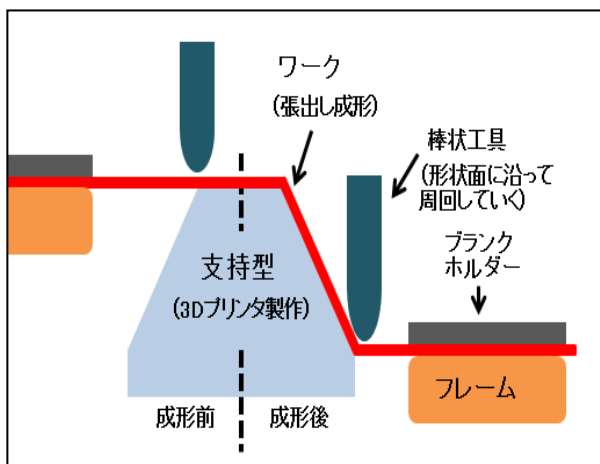 ワーク
(張出し成形)
棒状工具
(形状面に沿って
周回していく)
ブランク
ホルダー
支持型
(3Dプリンタ製作)
フレーム
成形前
成形後